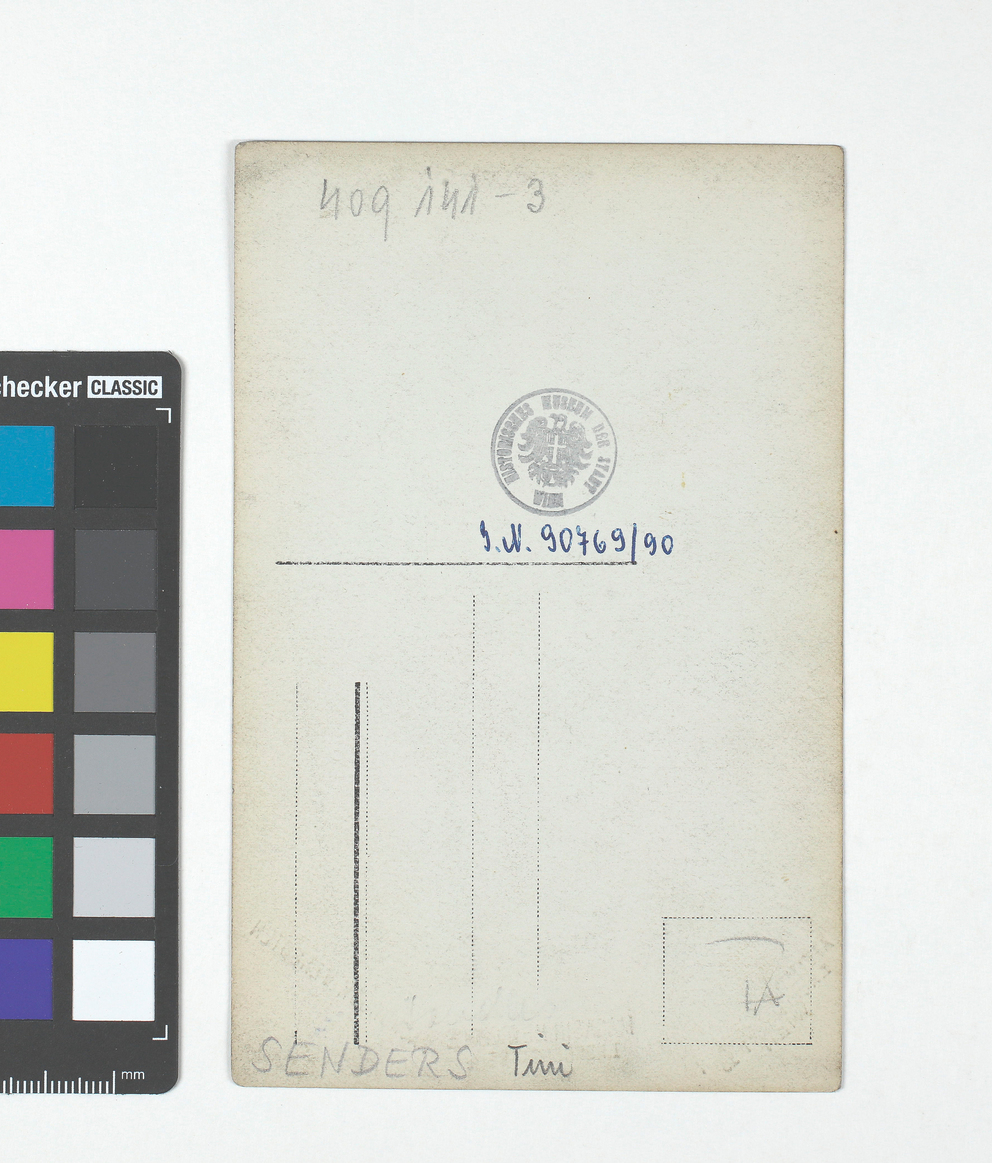 409 141-3
checker CLASSIC
HISTORISCHES MUSEUM DER STADT WIEN
I.N. 90769/90
IA
mm
SENDERS Tini